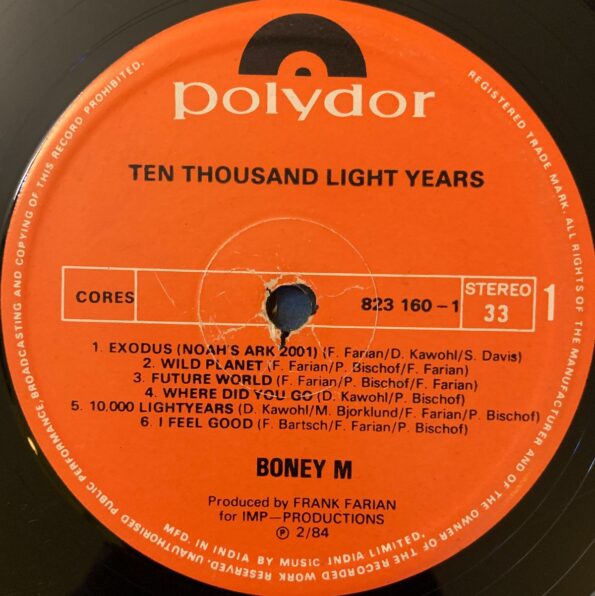 polydor
TEN THOUSAND LIGHT YEARS
CORES
823 160-1
STEREO
33
1
1. EXODUS (NOAH'S ARK 2001) (F. Farian/D. Kawohl/S. Davis)
2. WILD PLANET (F. Farian/P. Bischof/F. Farian)
3. FUTURE WORLD (F. Farian/P. Bischof/F. Farian)
4. WHERE DID YOU GO (D. Kawohl/P. Bischof)
5. 10,000 LIGHTYEARS (D. Kawohl/M. Bjorklund/F. Farian/P. Bischof)
6. I FEEL GOOD (F. Bartsch/F. Farian/P. Bischof)
BONEY M
Produced by FRANK FARIAN
for IMP—PRODUCTIONS
Ⓟ 2/84
MFD. IN INDIA BY MUSIC INDIA LIMITED,
REGISTERED TRADE MARK. ALL RIGHTS OF THE MANUFACTURER AND OF THE OWNER OF THE RECORDED WORK RESERVED. UNAUTHORISED PUBLIC PERFORMANCE, BROADCASTING AND COPYING OF THIS RECORD PROHIBITED.